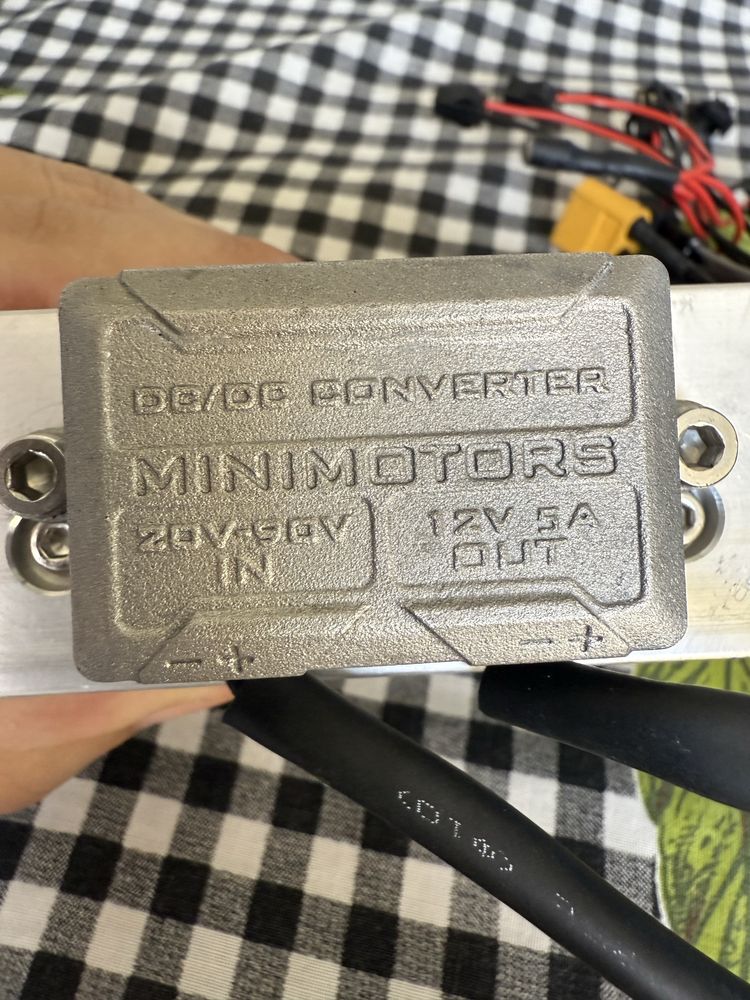 DC/DC CONVERTER
MINIMOTORS
20V-90V
IN
12V 5A
OUT
- +
- +